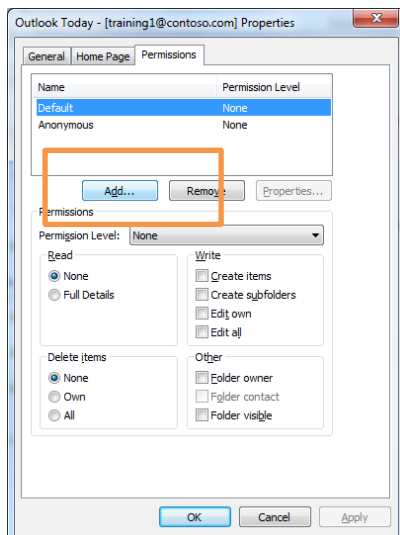 Outlook Today - [training1@contoso.com] Properties
General Home Page Permissions
Name Permission Level
Default None
Anonymous None
Add... Remove Properties...
Permissions
Permission Level: None
Read Write
None Create items
Full Details Create subfolders
Edit own
Edit all
Delete items Other
None Folder owner
Own Folder contact
All Folder visible
OK Cancel Apply